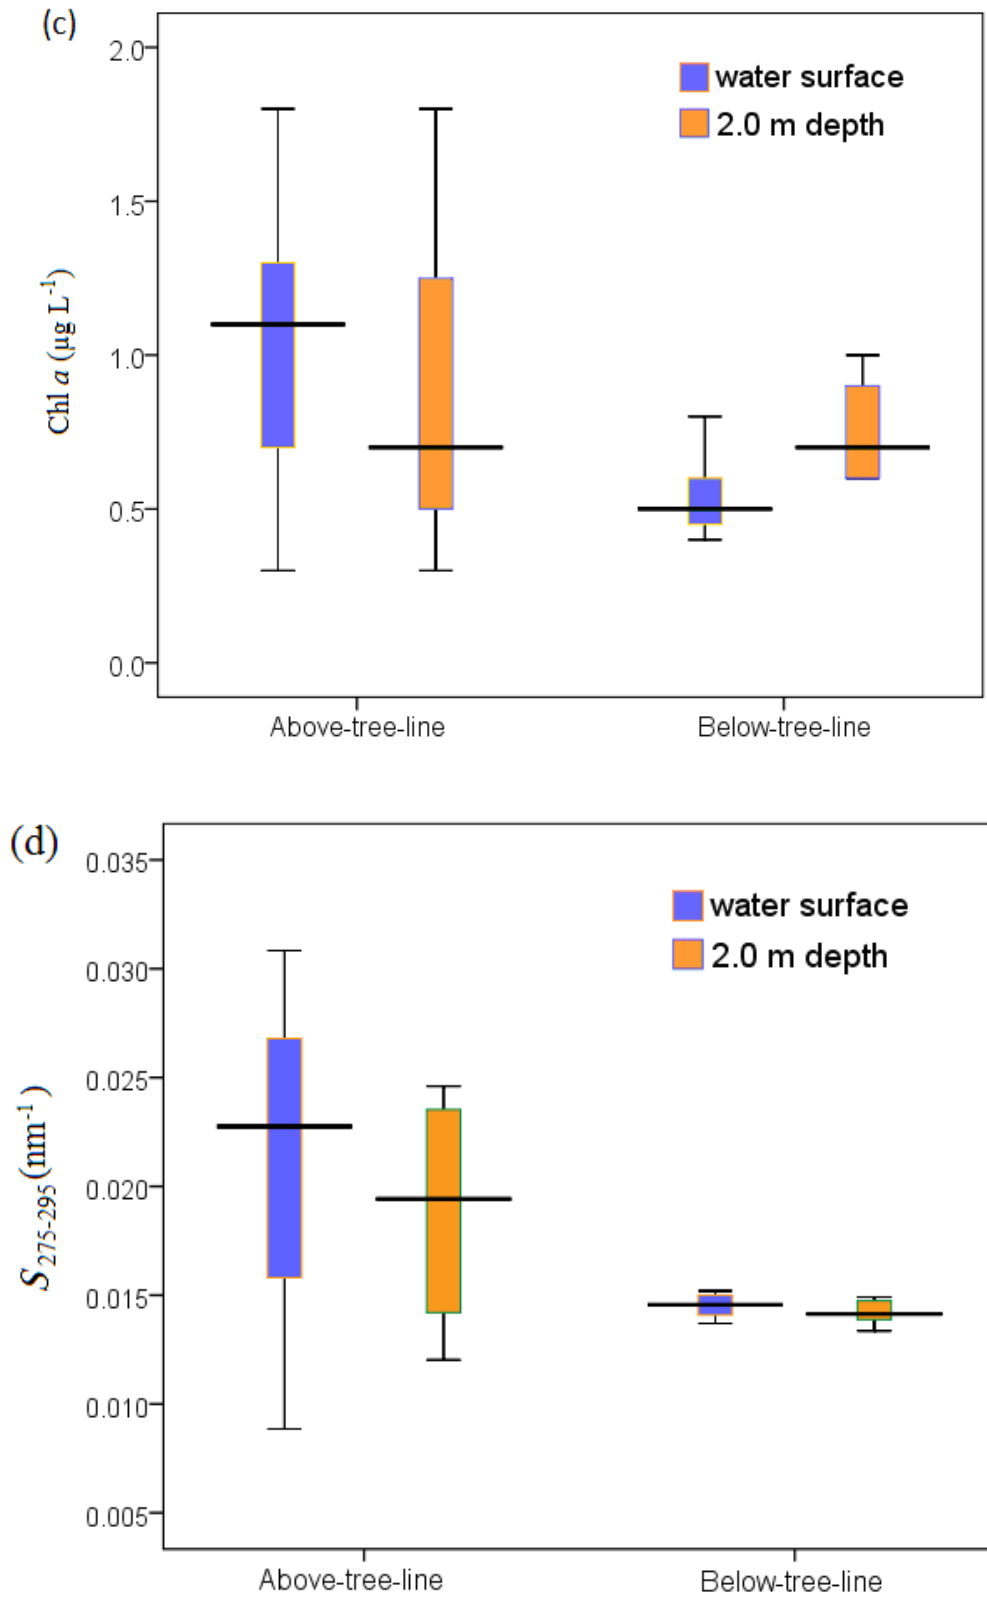 (c)
2.0
water surface
2.0 m depth
1.5
1.0
0.5
0.0
Chl a (µg L⁻¹)
Above-tree-line
Below-tree-line
(d)
0.035
water surface
2.0 m depth
0.030
0.025
0.020
0.015
0.010
0.005
S₂₇₅₋₂₉₅(nm⁻¹)
Above-tree-line
Below-tree-line